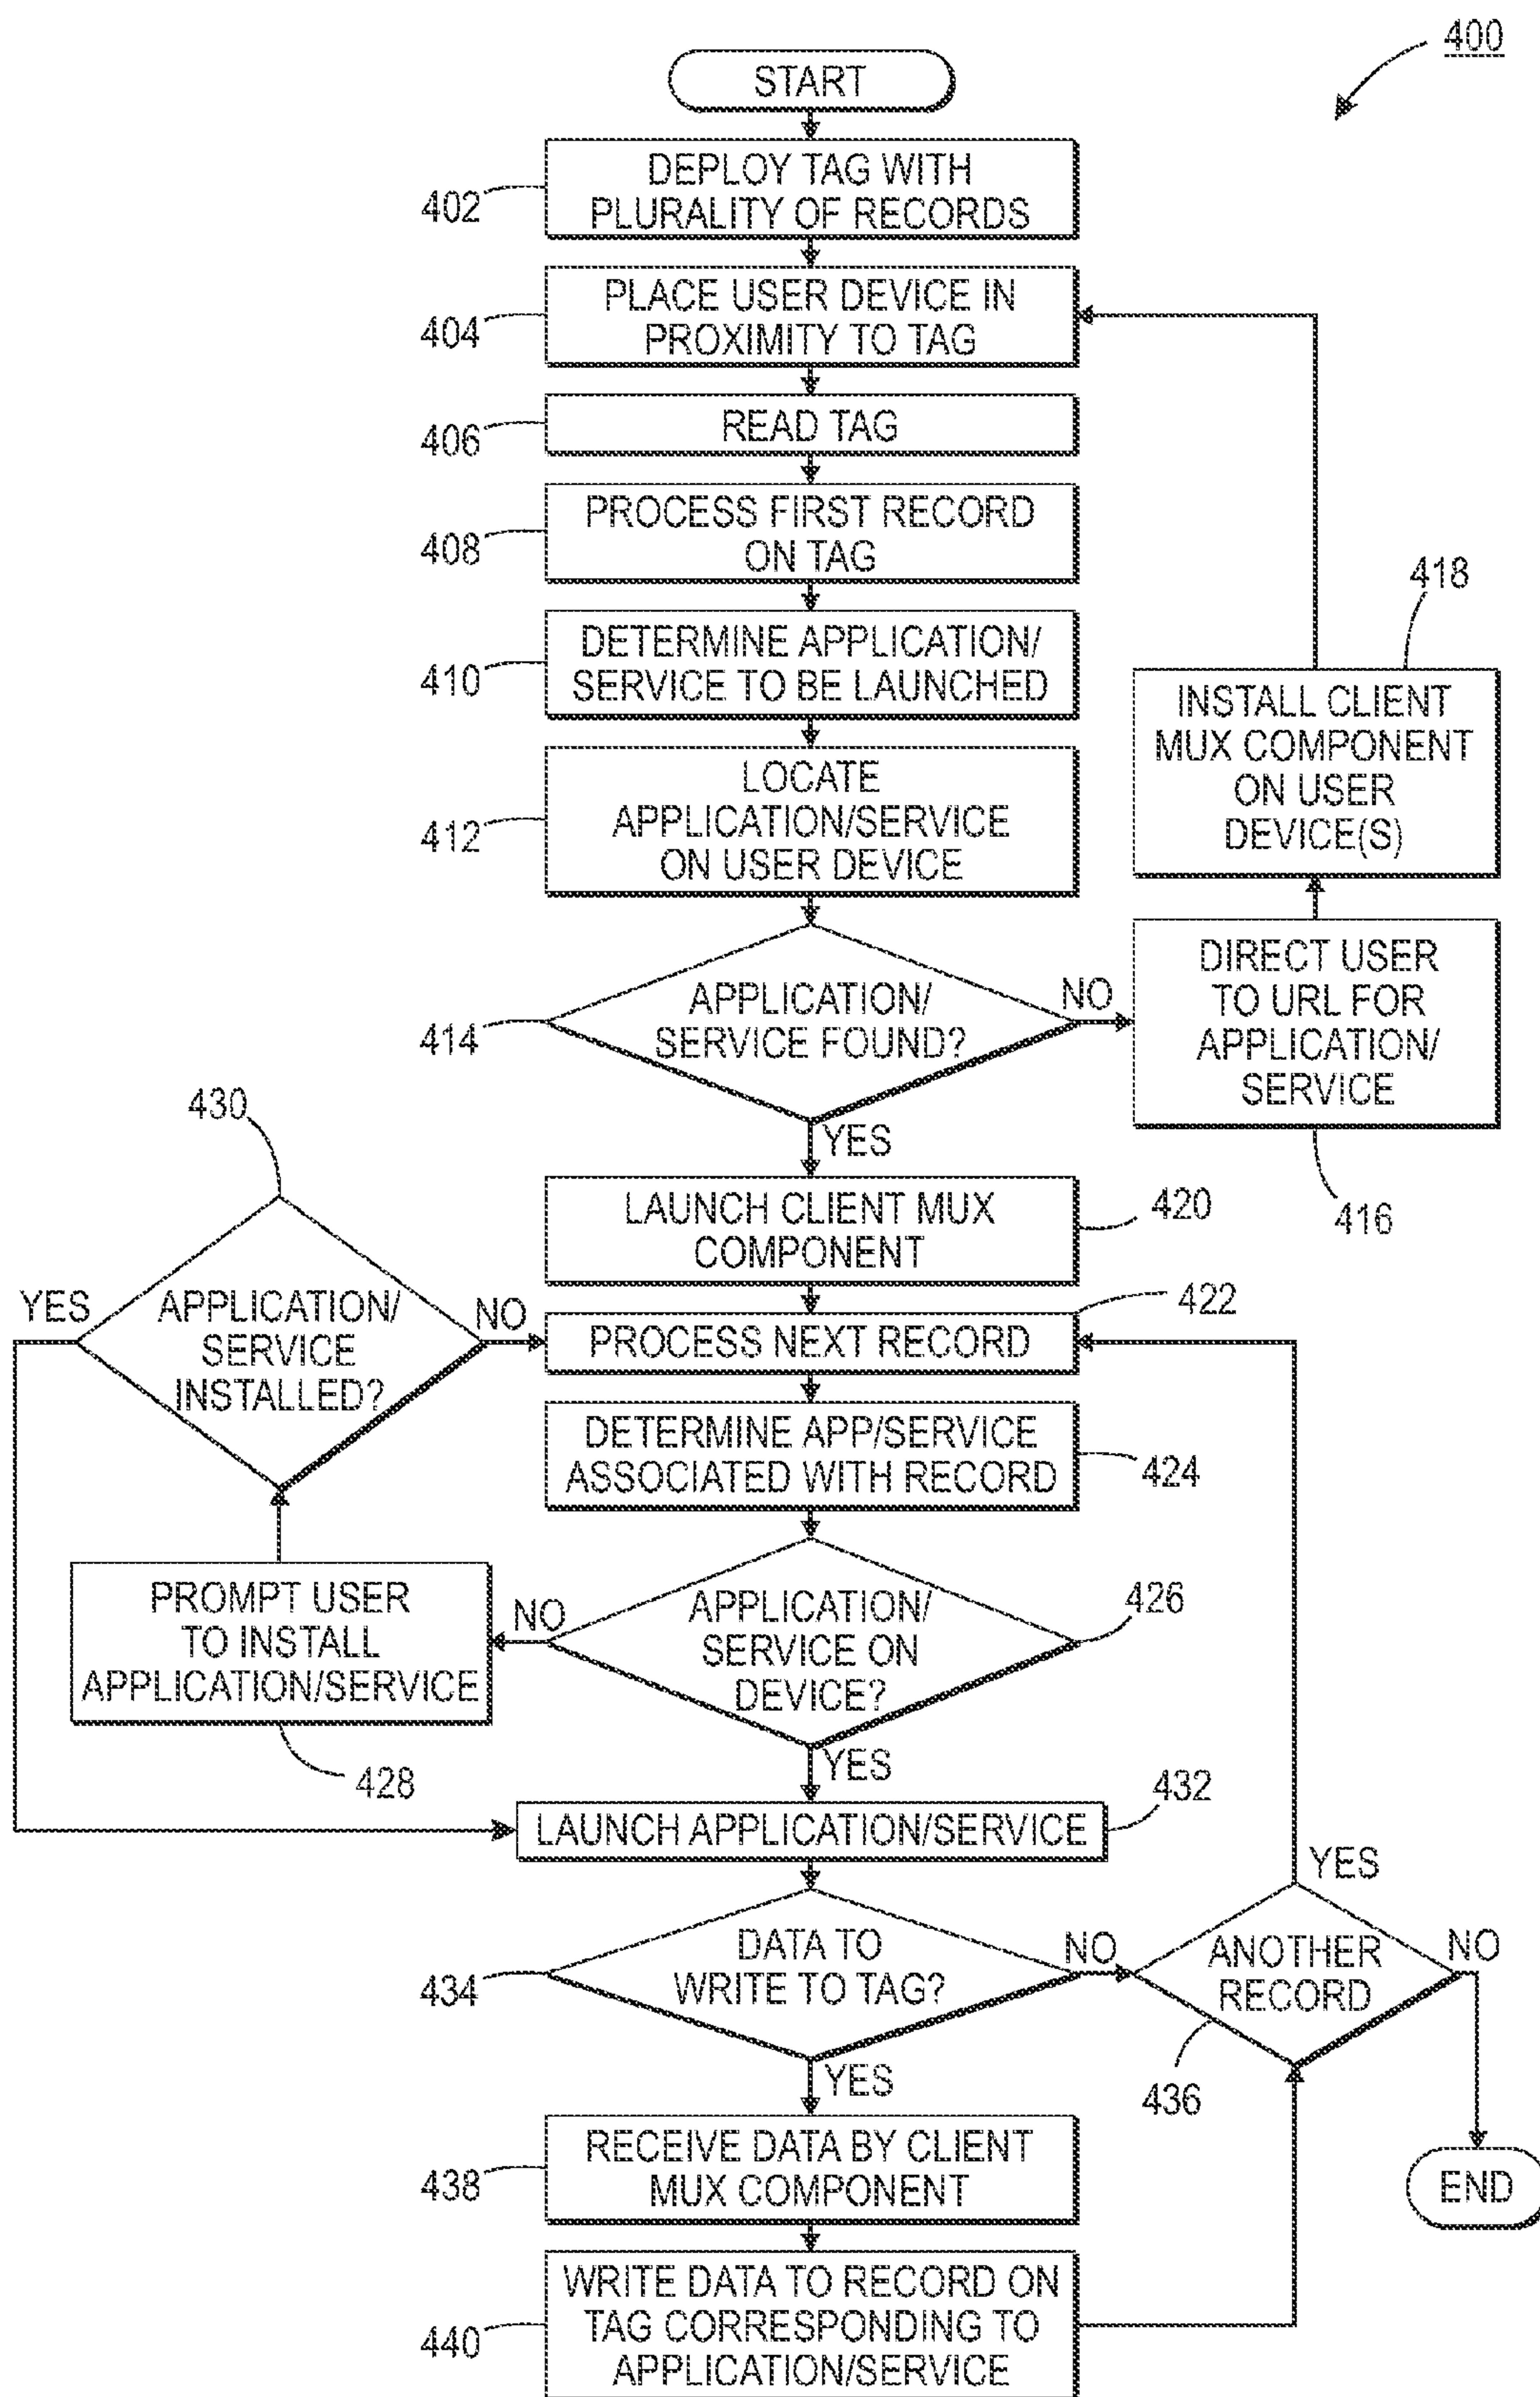 400
START
DEPLOY TAG WITH
PLURALITY OF RECORDS
402
PLACE USER DEVICE IN
PROXIMITY TO TAG
404
READ TAG
406
PROCESS FIRST RECORD
ON TAG
408
DETERMINE APPLICATION/
SERVICE TO BE LAUNCHED
410
LOCATE
APPLICATION/SERVICE
ON USER DEVICE
412
418
INSTALL CLIENT
MUX COMPONENT
ON USER
DEVICE(S)
APPLICATION/
SERVICE FOUND?
414
NO
DIRECT USER
TO URL FOR
APPLICATION/
SERVICE
416
YES
LAUNCH CLIENT MUX
COMPONENT
420
430
YES
APPLICATION/
SERVICE
INSTALLED?
NO
PROCESS NEXT RECORD
422
DETERMINE APP/SERVICE
ASSOCIATED WITH RECORD
424
PROMPT USER
TO INSTALL
APPLICATION/SERVICE
428
NO
APPLICATION/
SERVICE ON
DEVICE?
426
YES
LAUNCH APPLICATION/SERVICE
432
DATA TO
WRITE TO TAG?
434
NO
YES
ANOTHER
RECORD
436
NO
YES
RECEIVE DATA BY CLIENT
MUX COMPONENT
438
END
WRITE DATA TO RECORD ON
TAG CORRESPONDING TO
APPLICATION/SERVICE
440